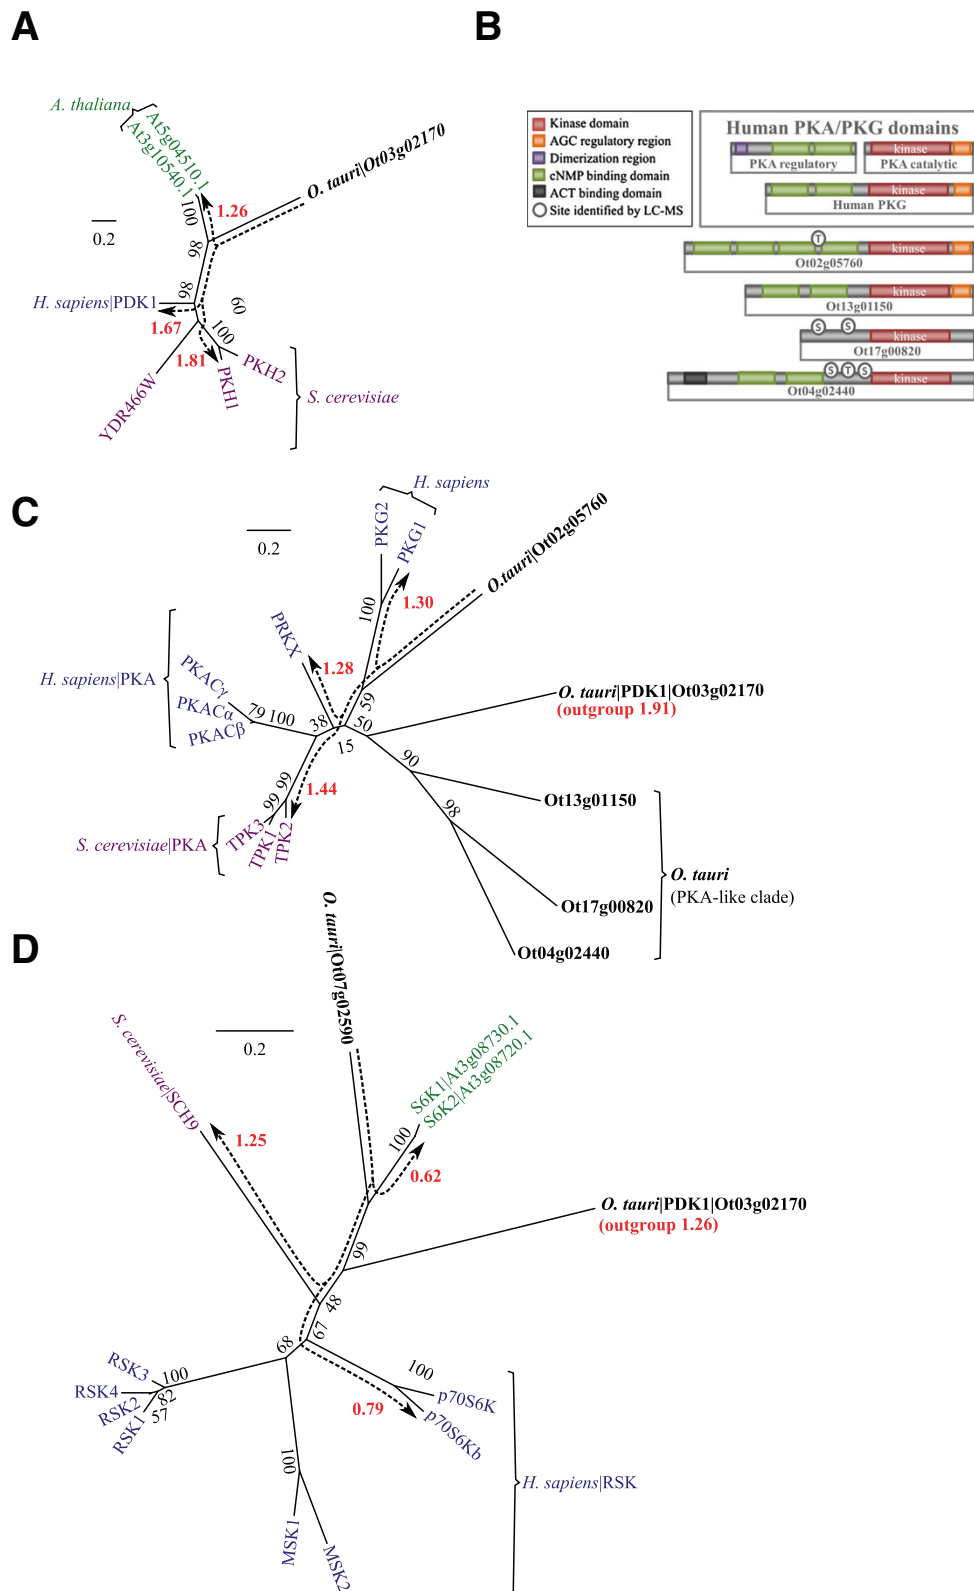 A
A. thaliana
At5g04510.1
At3g10540.1
O. tauri|Ot03g02170
100
1.26
0.2
98
98
H. sapiens|PDK1
60
1.67
100
1.81
PKH2
PKH1
YDR466W
S. cerevisiae
B
Kinase domain
AGC regulatory region
Dimerization region
cNMP binding domain
ACT binding domain
Site identified by LC-MS
Human PKA/PKG domains
kinase
PKA regulatory
PKA catalytic
kinase
Human PKG
T
kinase
Ot02g05760
kinase
Ot13g01150
S S
kinase
Ot17g00820
S T S
kinase
Ot04g02440
C
H. sapiens
PKG2
PKG1
O.tauri|Ot02g05760
0.2
100
1.30
PRKX
1.28
H. sapiens|PKA
PKACγ
PKACα
PKACβ
79 100
38
59
50
15
O. tauri|PDK1|Ot03g02170
(outgroup 1.91)
90
99
99
1.44
98
Ot13g01150
TPK3
TPK1
TPK2
S. cerevisiae|PKA
O. tauri
(PKA-like clade)
Ot17g00820
Ot04g02440
D
O. tauri|Ot07g02590
S. cerevisiae|SCH9
0.2
S6K1|At3g08730.1
S6K2|At3g08720.1
1.25
100
0.62
O. tauri|PDK1|Ot03g02170
(outgroup 1.26)
99
48
67
68
RSK3
100
RSK4
82
RSK2
57
RSK1
100
p70S6K
0.79
p70S6Kb
100
H. sapiens|RSK
MSK1
MSK2